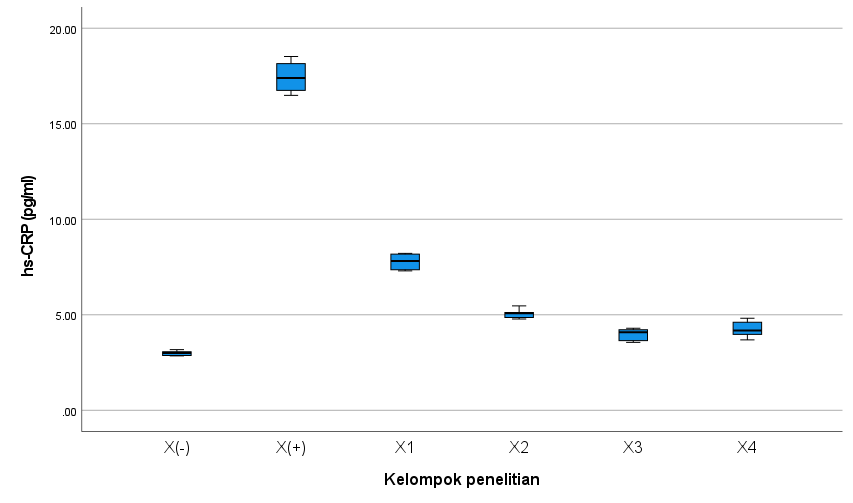 20.00
15.00
10.00
5.00
.00
hs-CRP (pg/ml)
X(-) X(+) X1 X2 X3 X4
Kelompok penelitian